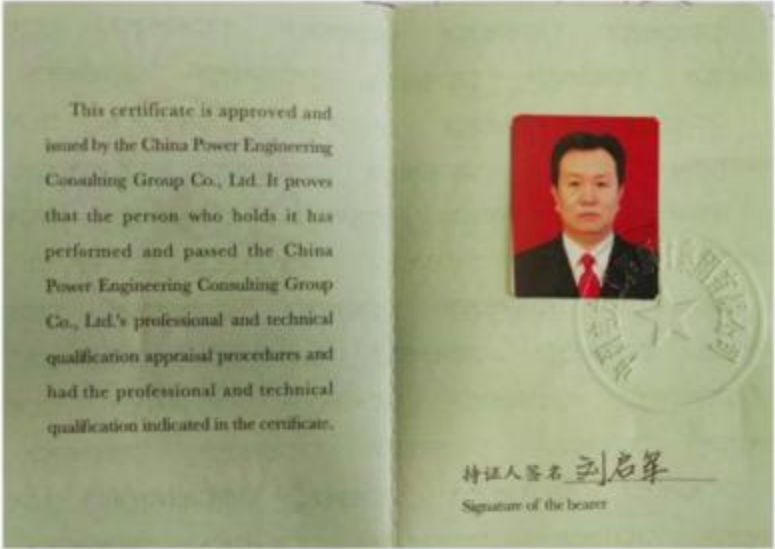 This certificate is approved and
issued by the China Power Engineering
Consulting Group Co., Ltd. It proves
that the person who holds it has
performed and passed the China
Power Engineering Consulting Group
Co., Ltd.'s professional and technical
qualification appraisal procedures and
had the professional and technical
qualification indicated in the certificate.
持证人签名 刘启军
Signature of the bearer